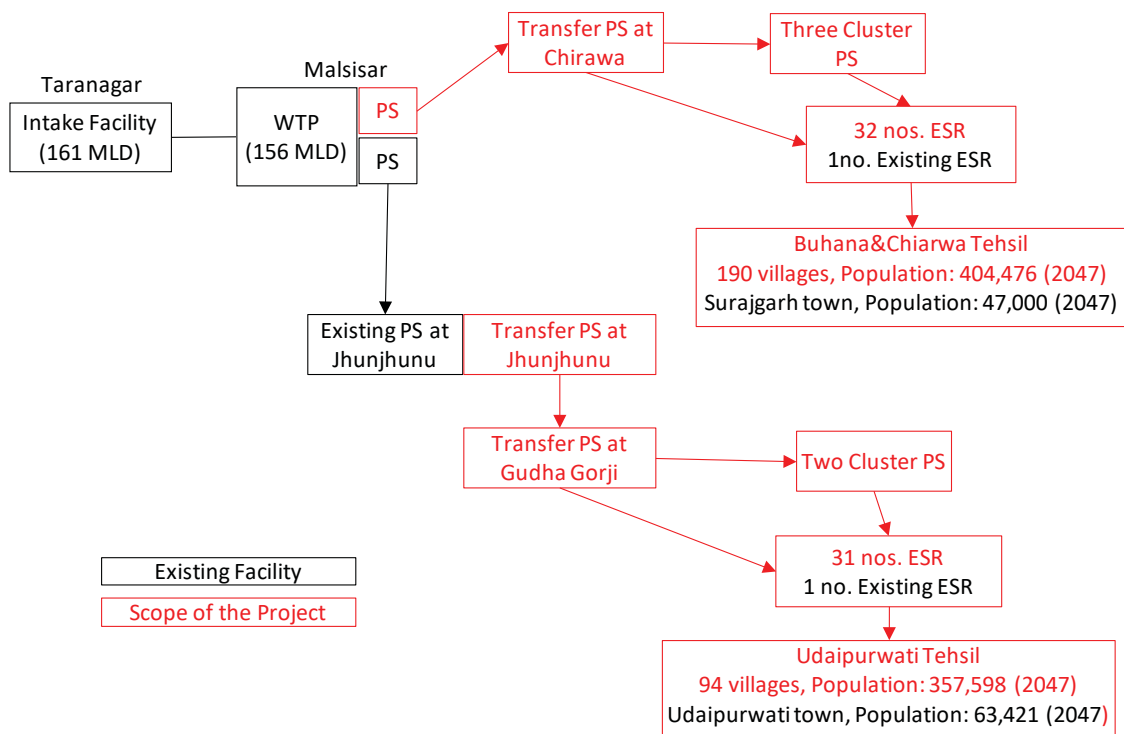 Taranagar
Intake Facility
(161 MLD)
Malsisar
WTP
(156 MLD)
PS
PS
Transfer PS at
Chirawa
Three Cluster
PS
32 nos. ESR
1no. Existing ESR
Buhana&Chiarwa Tehsil
190 villages, Population: 404,476 (2047)
Surajgarh town, Population: 47,000 (2047)
Existing PS at
Jhunjhunu
Transfer PS at
Jhunjhunu
Transfer PS at
Gudha Gorji
Two Cluster PS
31 nos. ESR
1 no. Existing ESR
Udaipurwati Tehsil
94 villages, Population: 357,598 (2047)
Udaipurwati town, Population: 63,421 (2047)
Existing Facility
Scope of the Project